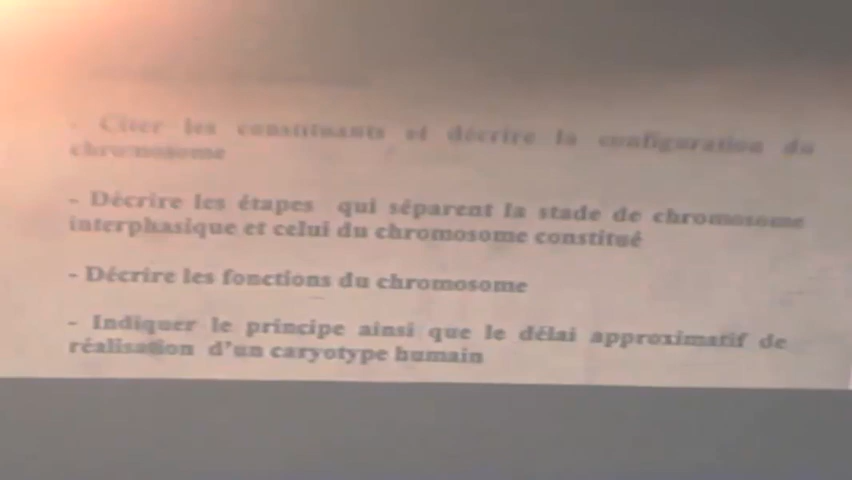 - Citer les constituants et décrire la configuration du
chromosome
- Décrire les étapes qui séparent la stade de chromosome
interphasique et celui du chromosome constitué
- Décrire les fonctions du chromosome
- Indiquer le principe ainsi que le délai approximatif de
réalisation d'un caryotype humain